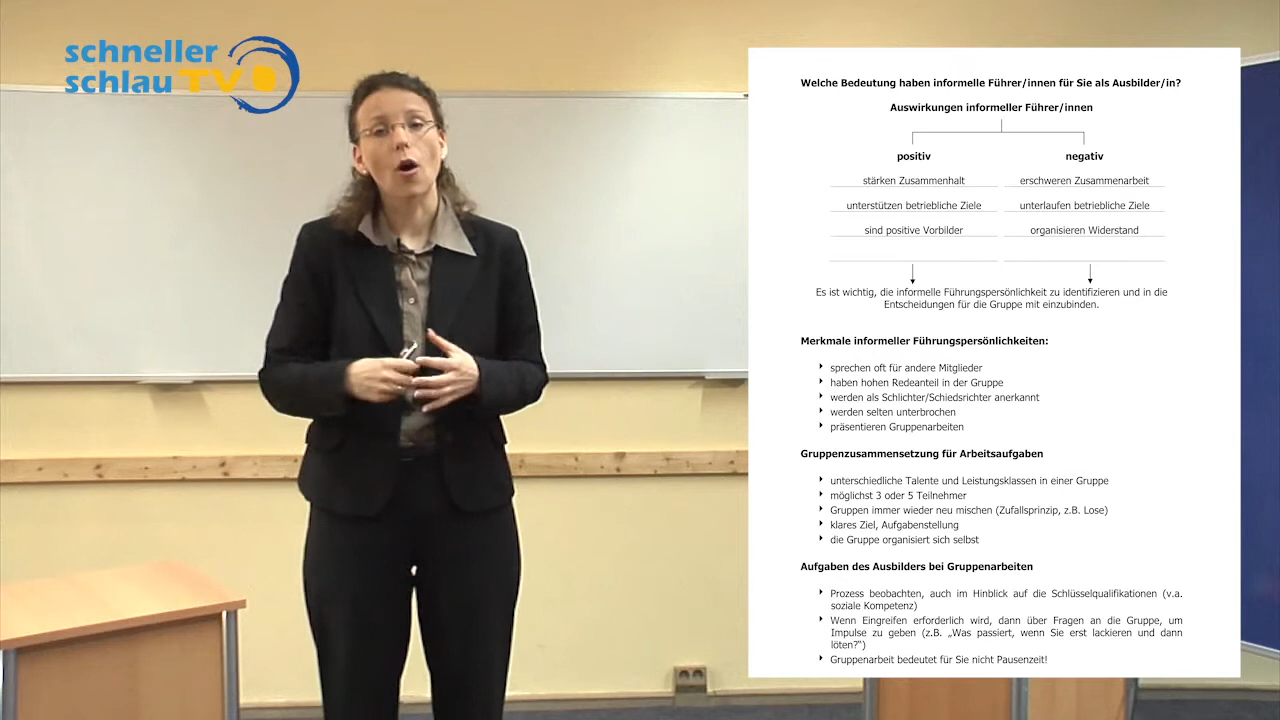 schneller
schlau TV
Welche Bedeutung haben informelle Führer/innen für Sie als Ausbilder/in?
Auswirkungen informeller Führer/innen
positiv negativ
stärken Zusammenhalt erschweren Zusammenarbeit
unterstützen betriebliche Ziele unterlaufen betriebliche Ziele
sind positive Vorbilder organisieren Widerstand
Es ist wichtig, die informelle Führungspersönlichkeit zu identifizieren und in die
Entscheidungen für die Gruppe mit einzubinden.
Merkmale informeller Führungspersönlichkeiten:
sprechen oft für andere Mitglieder
haben hohen Redeanteil in der Gruppe
werden als Schlichter/Schiedsrichter anerkannt
werden selten unterbrochen
präsentieren Gruppenarbeiten
Gruppenzusammensetzung für Arbeitsaufgaben
unterschiedliche Talente und Leistungsklassen in einer Gruppe
möglichst 3 oder 5 Teilnehmer
Gruppen immer wieder neu mischen (Zufallsprinzip, z.B. Lose)
klares Ziel, Aufgabenstellung
die Gruppe organisiert sich selbst
Aufgaben des Ausbilders bei Gruppenarbeiten
Prozess beobachten, auch im Hinblick auf die Schlüsselqualifikationen (v.a.
soziale Kompetenz)
Wenn Eingreifen erforderlich wird, dann über Fragen an die Gruppe, um
Impulse zu geben (z.B. „Was passiert, wenn Sie erst lackieren und dann
löten?“)
Gruppenarbeit bedeutet für Sie nicht Pausenzeit!